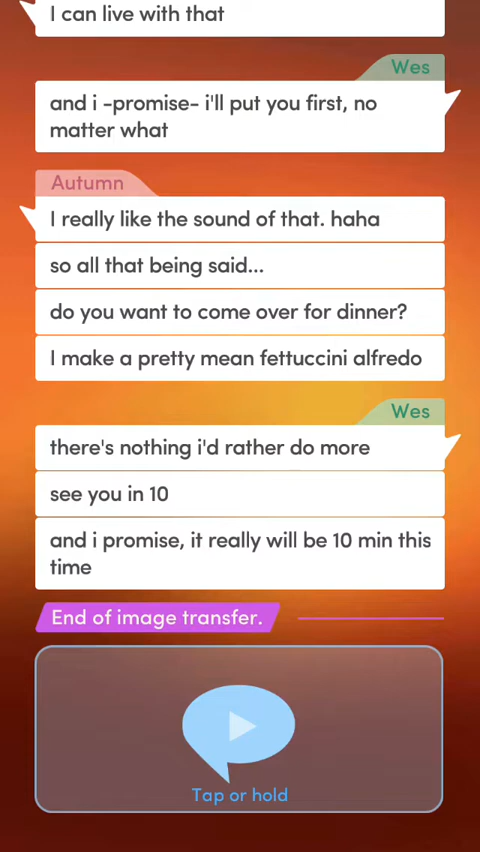 I can live with that
Wes
and i -promise- i'll put you first, no
matter what
Autumn
I really like the sound of that. haha
so all that being said...
do you want to come over for dinner?
I make a pretty mean fettuccini alfredo
Wes
there's nothing i'd rather do more
see you in 10
and i promise, it really will be 10 min this
time
End of image transfer.
Tap or hold